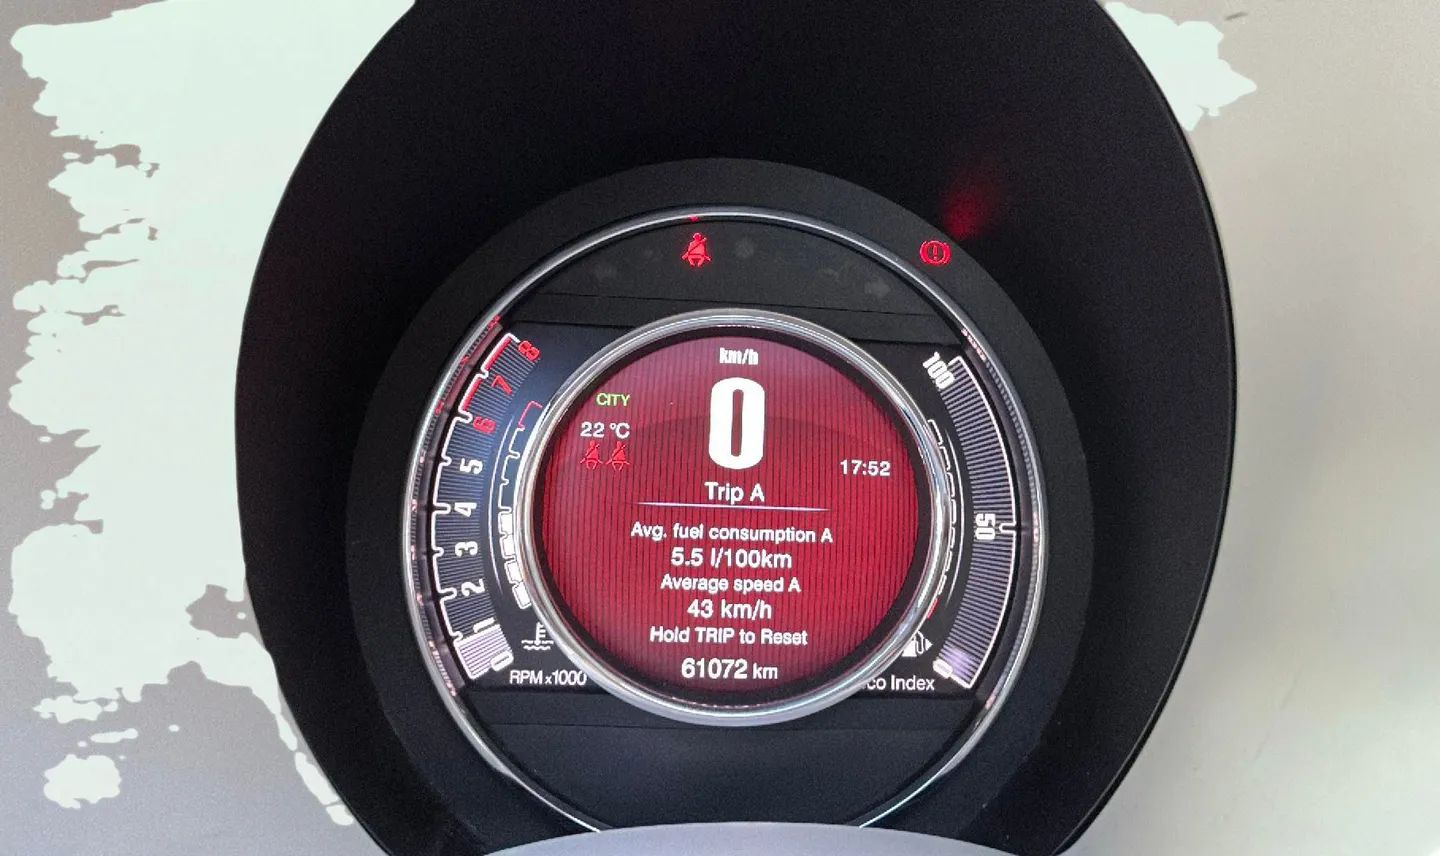 km/h
0
CITY
22 °C
17:52
Trip A
Avg. fuel consumption A
5.5 l/100km
Average speed A
43 km/h
Hold TRIP to Reset
61072 km
8
7
6
5
4
3
2
1
0
RPM x1000
100
50
0
co Index